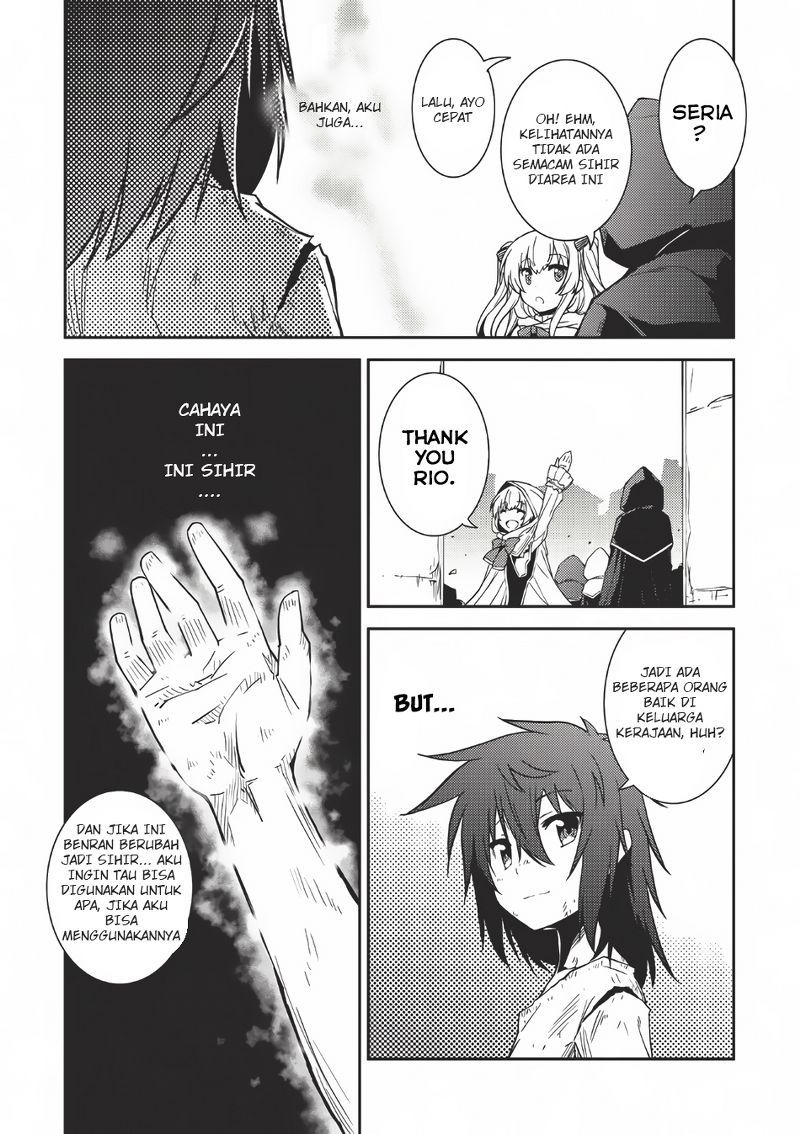 SERIA
?
OH! EHM,
KELIHATANNYA
TIDAK ADA
SEMACAM SIHIR
DIAREA INI
LALU, AYO
CEPAT
BAHKAN, AKU
JUGA...
THANK
YOU
RIO.
JADI ADA
BEBERAPA ORANG
BAIK DI
KELUARGA
KERAJAAN, HUH?
BUT...
CAHAYA
INI
...
INI SIHIR
....
DAN JIKA INI
BENRAN BERUBAH
JADI SIHIR... AKU
INGIN TAU BISA
DIGUNAKAN UNTUK
APA, JIKA AKU
BISA
MENGGUNAKANNYA